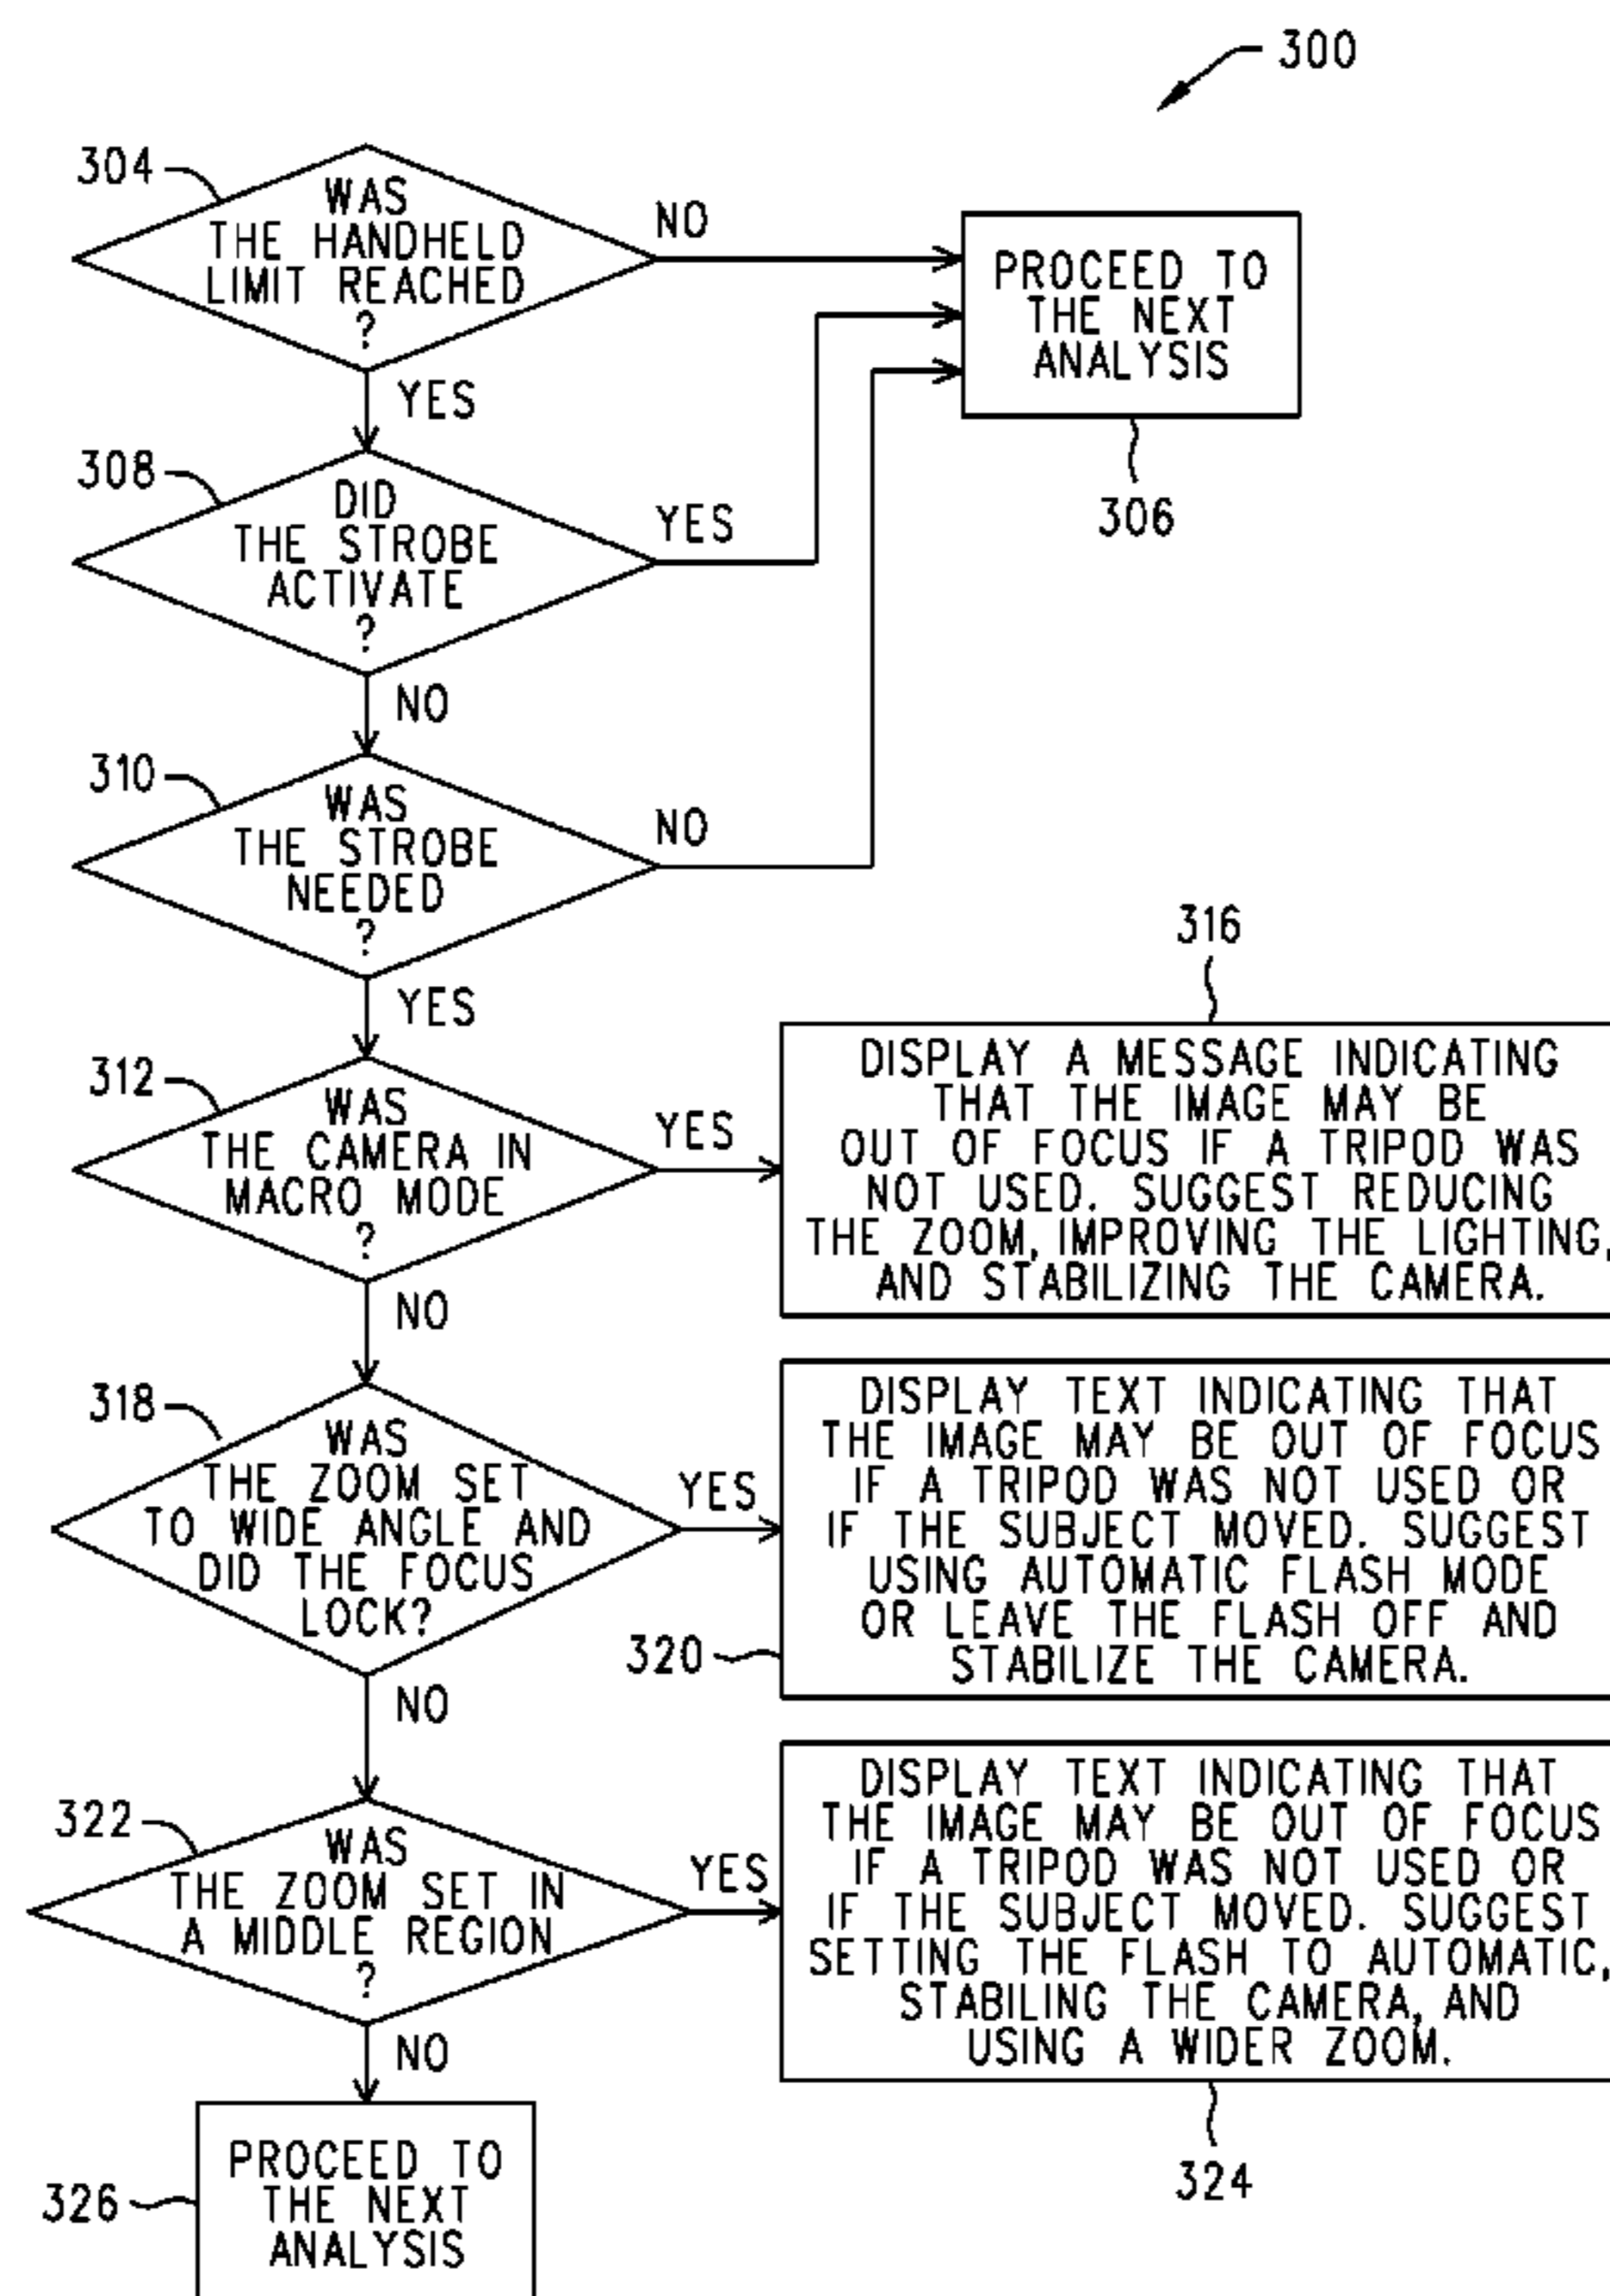 300
304
WAS
THE HANDHELD
LIMIT REACHED
?
NO
YES
PROCEED TO
THE NEXT
ANALYSIS
306
308
DID
THE STROBE
ACTIVATE
?
YES
NO
310
WAS
THE STROBE
NEEDED
?
NO
YES
312
WAS
THE CAMERA IN
MACRO MODE
?
YES
NO
316
DISPLAY A MESSAGE INDICATING
THAT THE IMAGE MAY BE
OUT OF FOCUS IF A TRIPOD WAS
NOT USED. SUGGEST REDUCING
THE ZOOM, IMPROVING THE LIGHTING,
AND STABILIZING THE CAMERA.
318
WAS
THE ZOOM SET
TO WIDE ANGLE AND
DID THE FOCUS
LOCK?
YES
NO
DISPLAY TEXT INDICATING THAT
THE IMAGE MAY BE OUT OF FOCUS
IF A TRIPOD WAS NOT USED OR
IF THE SUBJECT MOVED. SUGGEST
USING AUTOMATIC FLASH MODE
OR LEAVE THE FLASH OFF AND
STABILIZE THE CAMERA.
320
322
WAS
THE ZOOM SET IN
A MIDDLE REGION
?
YES
NO
DISPLAY TEXT INDICATING THAT
THE IMAGE MAY BE OUT OF FOCUS
IF A TRIPOD WAS NOT USED OR
IF THE SUBJECT MOVED. SUGGEST
SETTING THE FLASH TO AUTOMATIC,
STABILING THE CAMERA, AND
USING A WIDER ZOOM.
324
326
PROCEED TO
THE NEXT
ANALYSIS